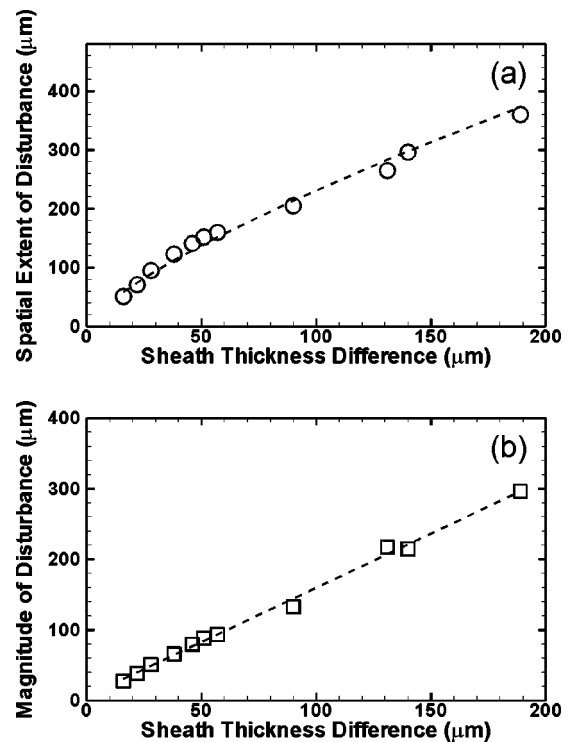 Spatial Extent of Disturbance (μm)
400
300
200
100
0
(a)
0 50 100 150 200
Sheath Thickness Difference (μm)
Magnitude of Disturbance (μm)
400
300
200
100
0
(b)
0 50 100 150 200
Sheath Thickness Difference (μm)